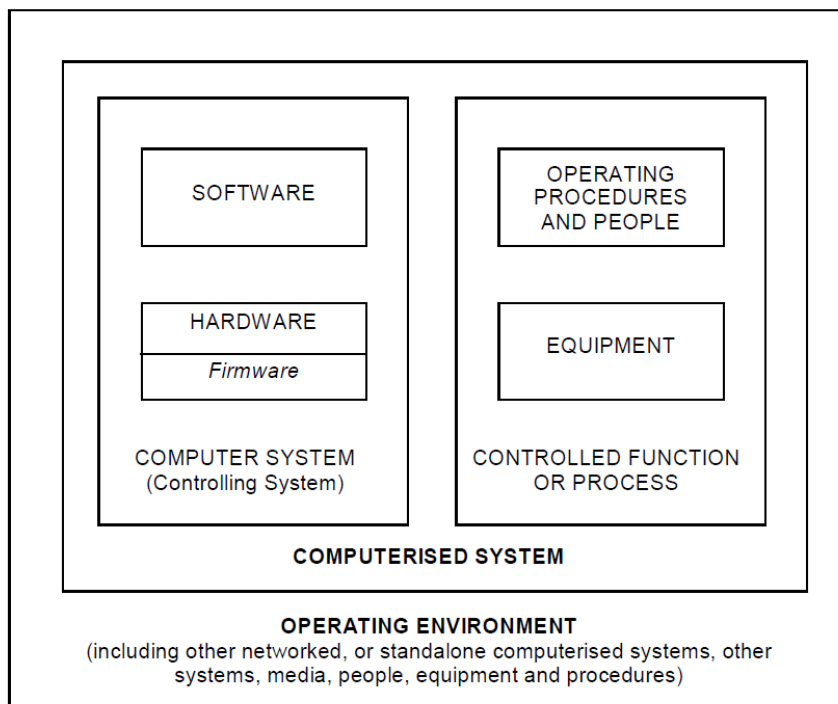 SOFTWARE
HARDWARE
Firmware
COMPUTER SYSTEM
(Controlling System)
OPERATING
PROCEDURES
AND PEOPLE
EQUIPMENT
CONTROLLED FUNCTION
OR PROCESS
COMPUTERISED SYSTEM
OPERATING ENVIRONMENT
(including other networked, or standalone computerised systems, other
systems, media, people, equipment and procedures)